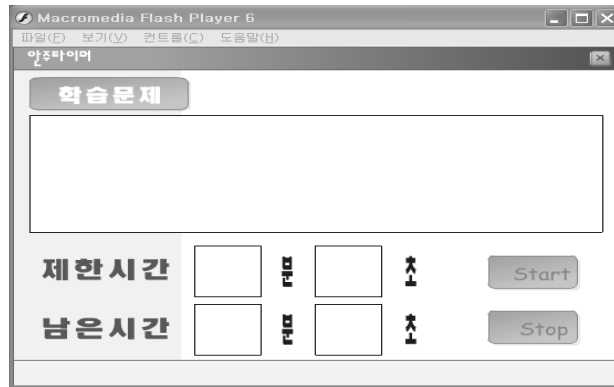 Macromedia Flash Player 6
파일(F) 보기(V) 컨트롤(C) 도움말(H)
안주타이머
학습문제
제한시간 분 초 Start
남은시간 분 초 Stop